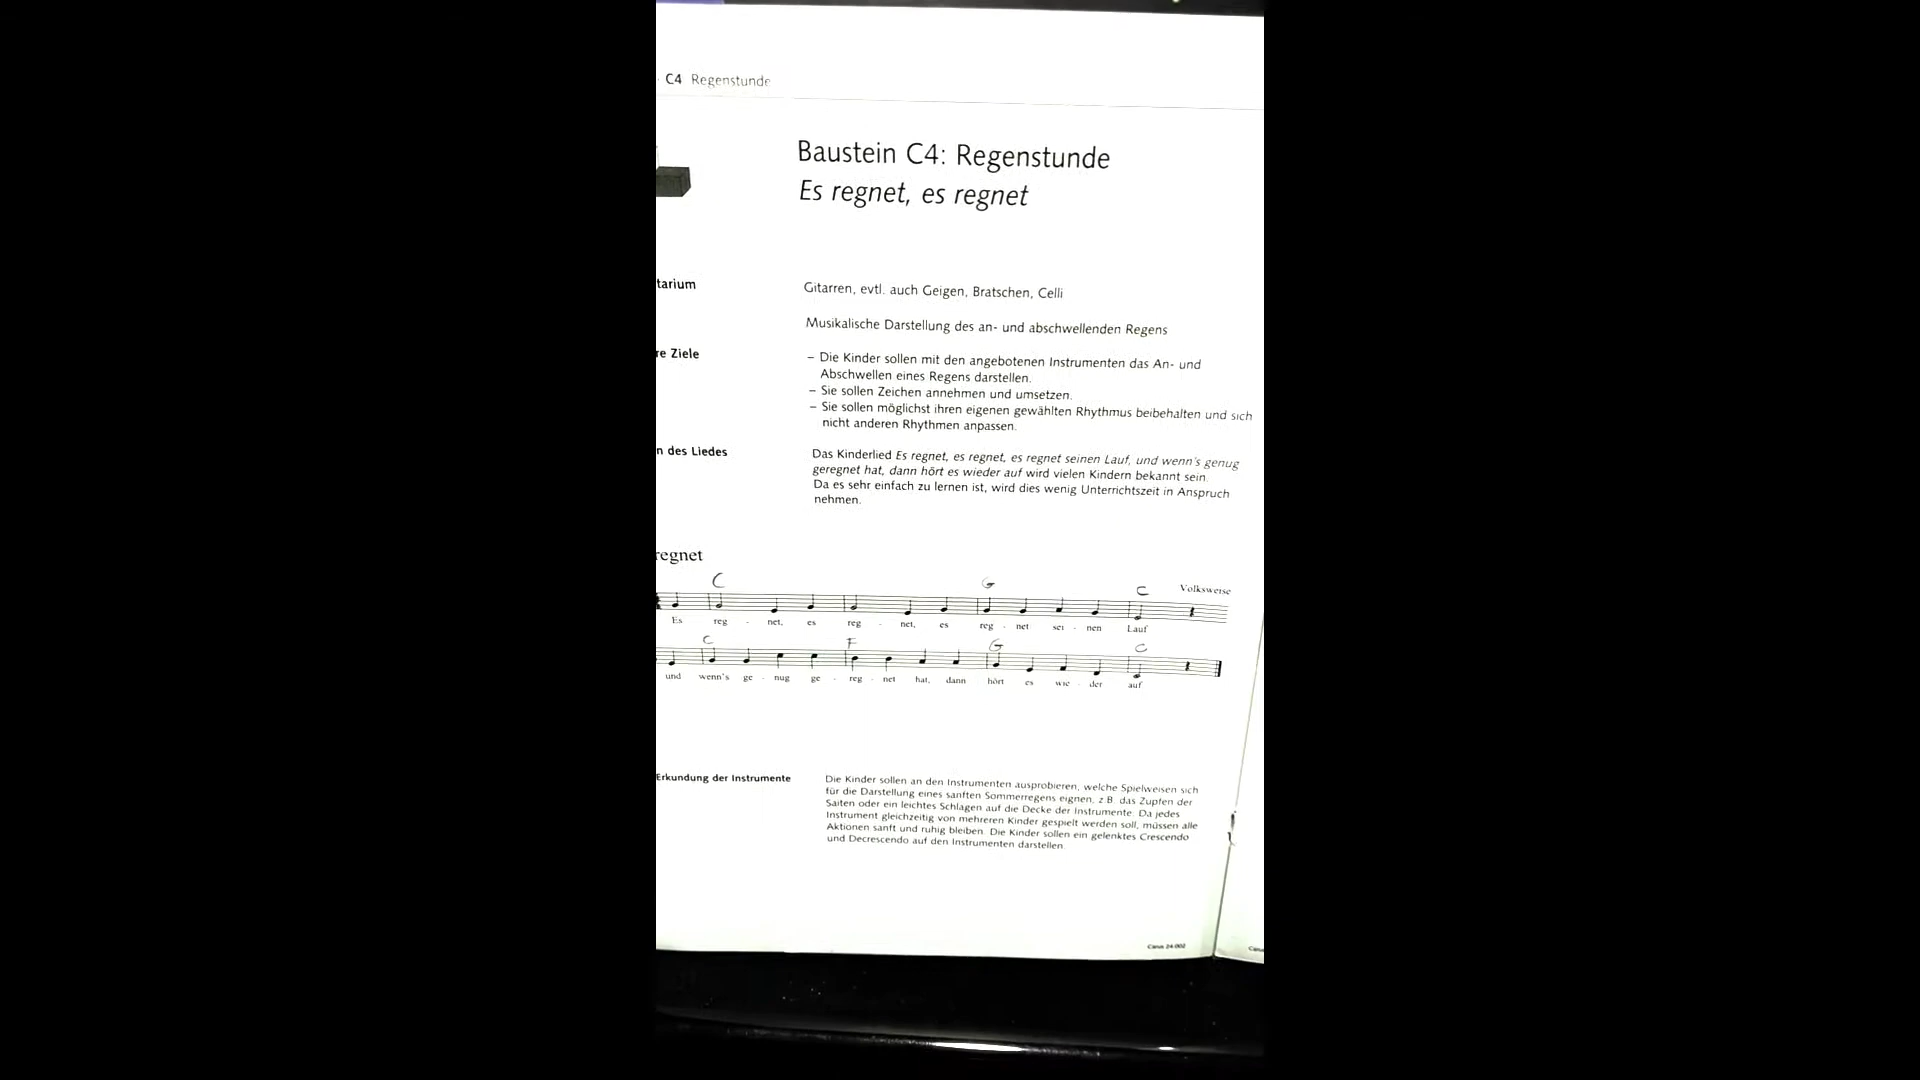 C4 Regenstunde
Baustein C4: Regenstunde
Es regnet, es regnet
tarium
Gitarren, evtl. auch Geigen, Bratschen, Celli
Musikalische Darstellung des an- und abschwellenden Regens
re Ziele
– Die Kinder sollen mit den angebotenen Instrumenten das An- und
Abschwellen eines Regens darstellen.
– Sie sollen Zeichen annehmen und umsetzen.
– Sie sollen möglichst ihren eigenen gewählten Rhythmus beibehalten und sich
nicht anderen Rhythmen anpassen.
n des Liedes
Das Kinderlied Es regnet, es regnet, es regnet seinen Lauf, und wenn's genug
geregnet hat, dann hört es wieder auf wird vielen Kindern bekannt sein.
Da es sehr einfach zu lernen ist, wird dies wenig Unterrichtszeit in Anspruch
nehmen.
regnet
C G C Volksweise
Es reg - net, es reg - net, es reg - net sei - nen Lauf
C F G C
und wenn's ge - nug ge - reg - net hat, dann hört es wie - der auf
Erkundung der Instrumente
Die Kinder sollen an den Instrumenten ausprobieren, welche Spielweisen sich
für die Darstellung eines sanften Sommerregens eignen, z.B. das Zupfen der
Saiten oder ein leichtes Schlagen auf die Decke der Instrumente. Da jedes
Instrument gleichzeitig von mehreren Kinder gespielt werden soll, müssen alle
Aktionen sanft und ruhig bleiben. Die Kinder sollen ein gelenktes Crescendo
und Decrescendo auf den Instrumenten darstellen.
Carus 24.002